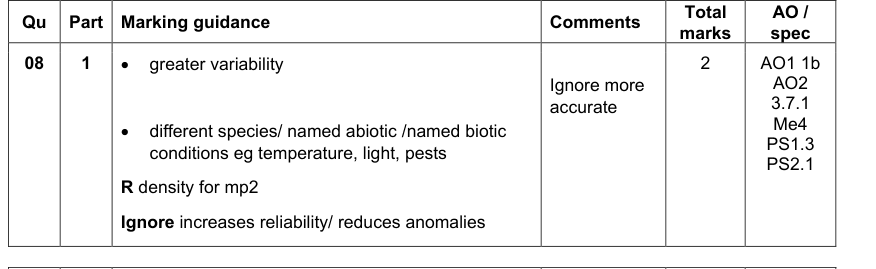 Qu Part Marking guidance Comments Total marks AO / spec
08 1 • greater variability 2 AO1 1b
Ignore more accurate
AO2
3.7.1
Me4
PS1.3
PS2.1
• different species/ named abiotic /named biotic
conditions eg temperature, light, pests
R density for mp2
Ignore increases reliability/ reduces anomalies